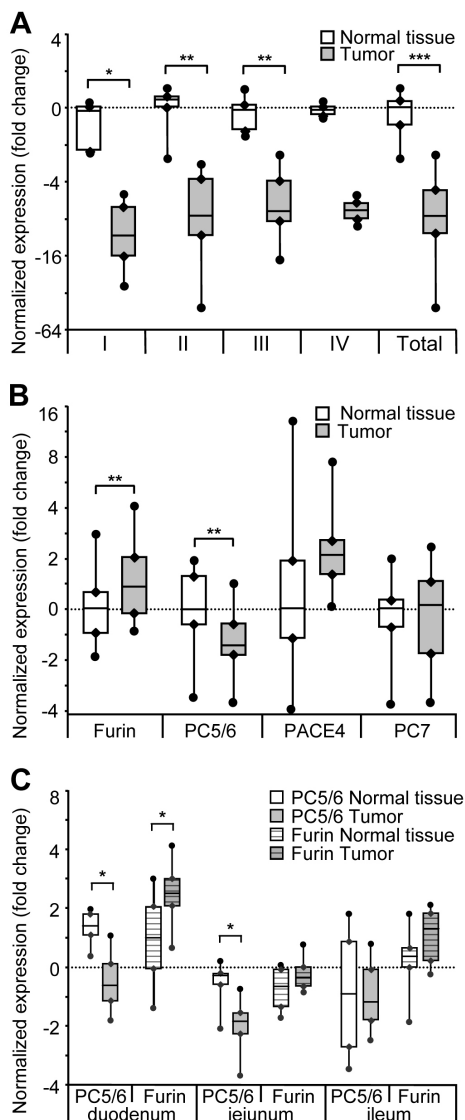 A
Normalized expression (fold change)
4
0
-4
-16
-64
Normal tissue
Tumor
*
**
**
***
I
II
III
IV
Total
B
Normalized expression (fold change)
16
8
4
2
0
-2
-4
Normal tissue
Tumor
**
**
Furin
PC5/6
PACE4
PC7
C
Normalized expression (fold change)
8
4
2
0
-2
-4
PC5/6 Normal tissue
PC5/6 Tumor
Furin Normal tissue
Furin Tumor
*
*
*
PC5/6 Furin PC5/6 Furin PC5/6 Furin
duodenum jejunum ileum